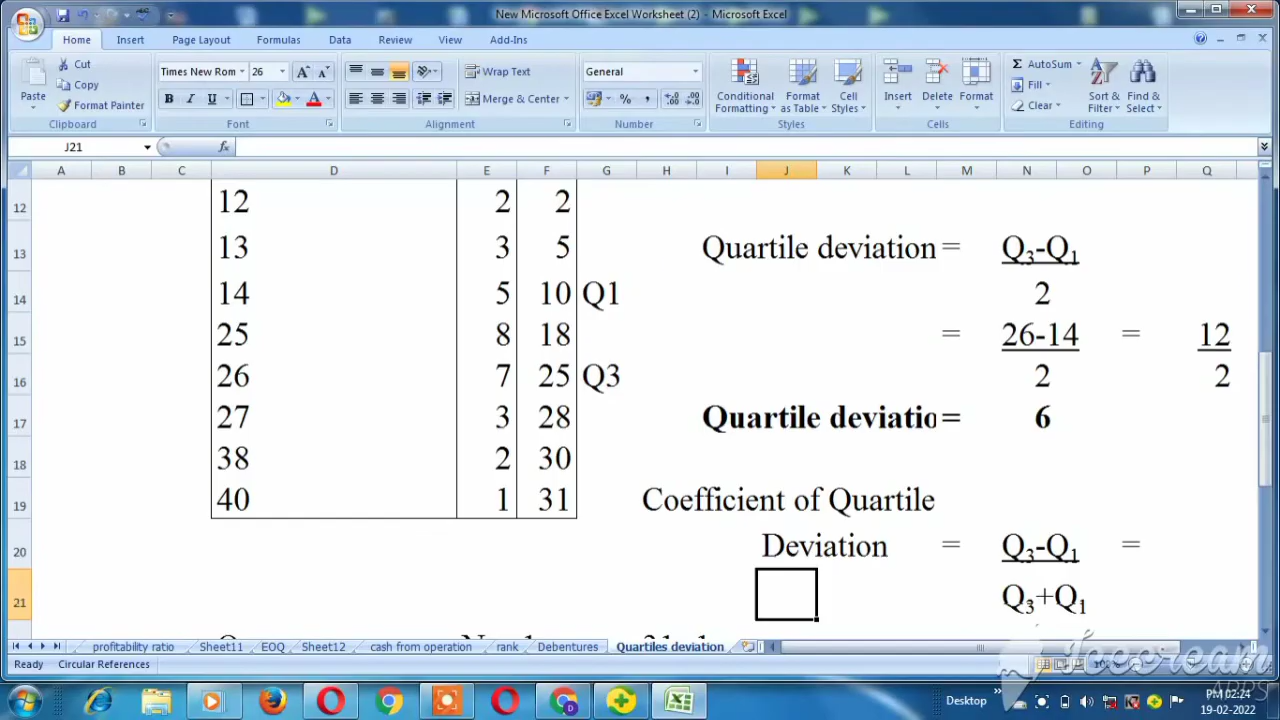 New Microsoft Office Excel Worksheet (2) - Microsoft Excel
Home Insert Page Layout Formulas Data Review View Add-Ins
Paste Cut Copy Format Painter
Clipboard
Times New Rom 26
B I U
Font
Wrap Text
Merge & Center
Alignment
General
Number
Conditional Formatting Format as Table Cell Styles
Styles
Insert Delete Format
Cells
AutoSum Fill Clear Sort & Filter Find & Select
Editing
J21 fx
A B C D E F G H I J K L M N O P Q
12 12 2 2
13 13 3 5 Quartile deviation = Q₃-Q₁
14 14 5 10 Q1 2
15 25 8 18 = 26-14 = 12
16 26 7 25 Q3 2 2
17 27 3 28 Quartile deviatio = 6
18 38 2 30
19 40 1 31 Coefficient of Quartile
20 Deviation = Q₃-Q₁ =
21 Q₃+Q₁
profitability ratio Sheet11 EOQ Sheet12 cash from operation rank Debentures Quartiles deviation
Ready Circular References
Desktop
PM 02:24
19-02-2022